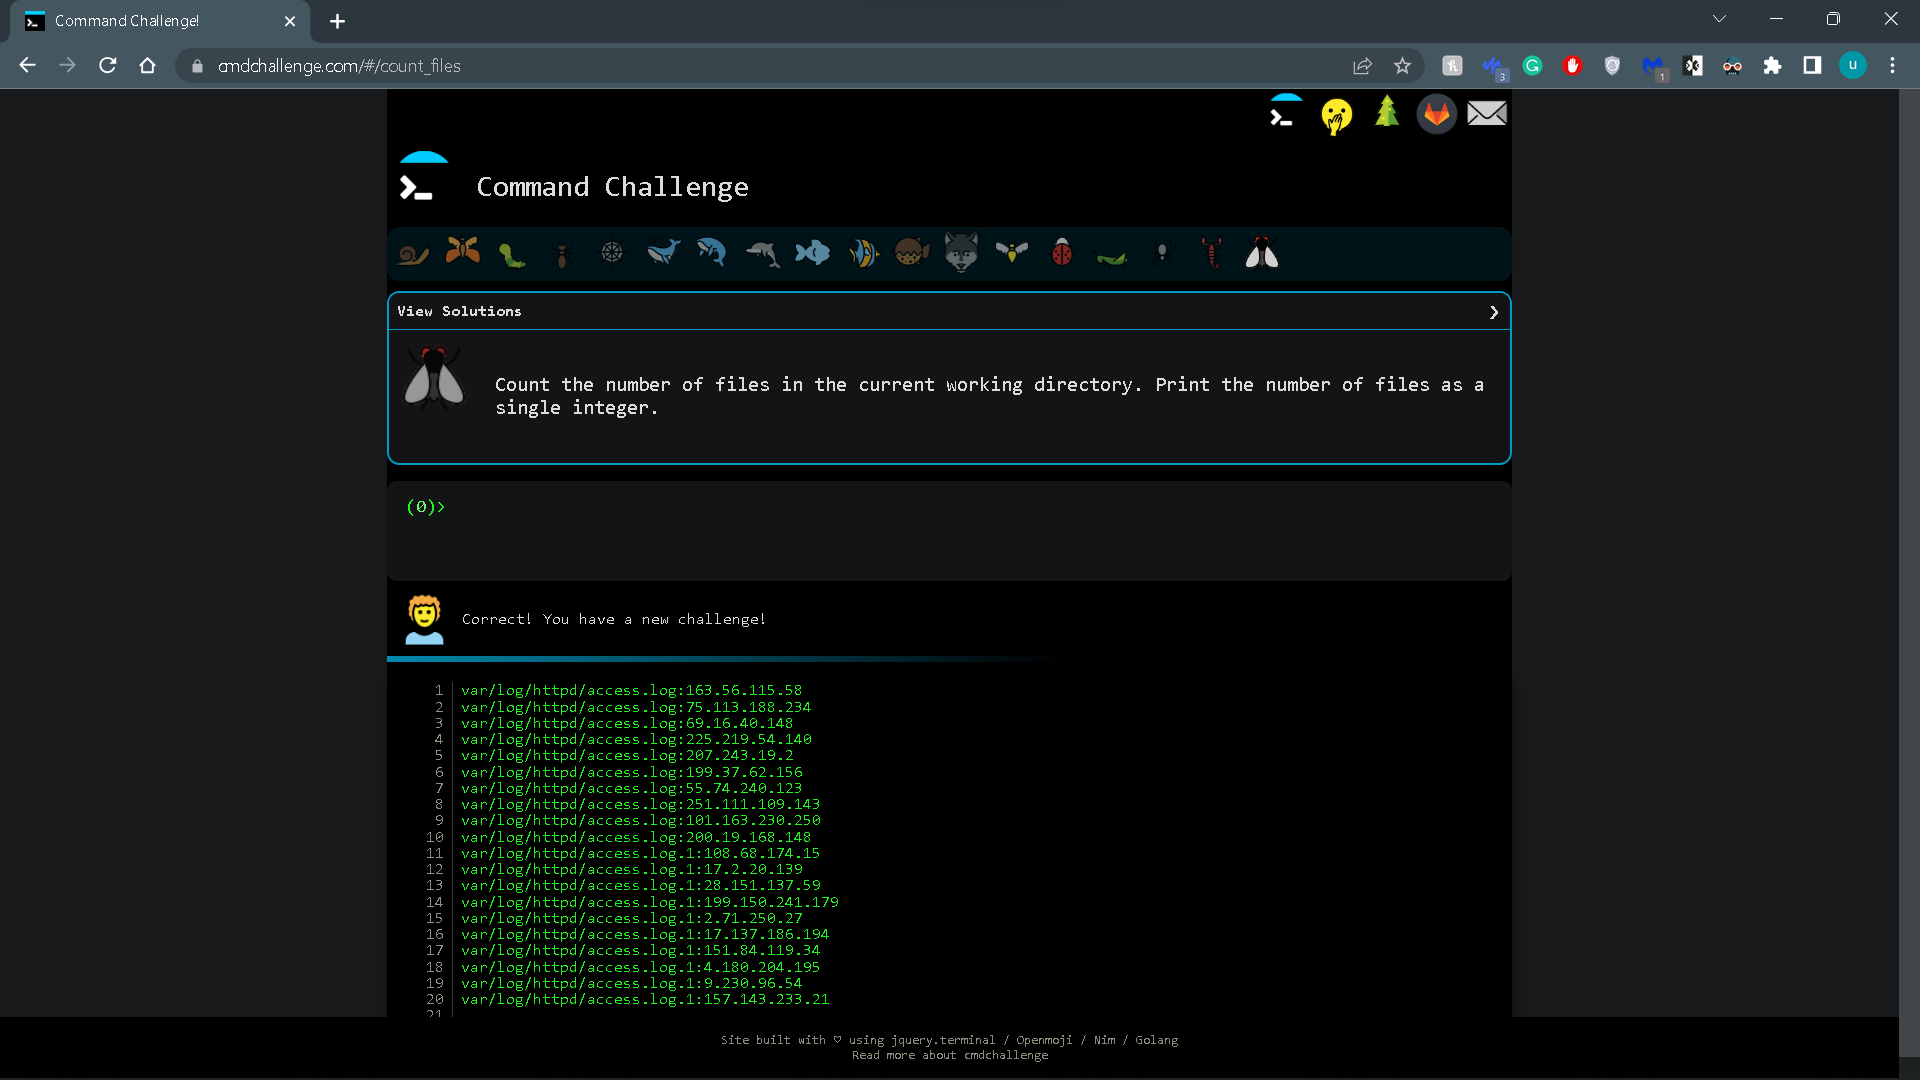 Command Challenge!
cmdchallenge.com/#/count_files
3
1
u
Command Challenge
View Solutions
Count the number of files in the current working directory. Print the number of files as a
single integer.
(0)>
Correct! You have a new challenge!
1 var/log/httpd/access.log:163.56.115.58
2 var/log/httpd/access.log:75.113.188.234
3 var/log/httpd/access.log:69.16.40.148
4 var/log/httpd/access.log:225.219.54.140
5 var/log/httpd/access.log:207.243.19.2
6 var/log/httpd/access.log:199.37.62.156
7 var/log/httpd/access.log:55.74.240.123
8 var/log/httpd/access.log:251.111.109.143
9 var/log/httpd/access.log:101.163.230.250
10 var/log/httpd/access.log:200.19.168.148
11 var/log/httpd/access.log.1:108.68.174.15
12 var/log/httpd/access.log.1:17.2.20.139
13 var/log/httpd/access.log.1:28.151.137.59
14 var/log/httpd/access.log.1:199.150.241.179
15 var/log/httpd/access.log.1:2.71.250.27
16 var/log/httpd/access.log.1:17.137.186.194
17 var/log/httpd/access.log.1:151.84.119.34
18 var/log/httpd/access.log.1:4.180.204.195
19 var/log/httpd/access.log.1:9.230.96.54
20 var/log/httpd/access.log.1:157.143.233.21
21
Site built with ♡ using jquery.terminal / Openmoji / Nim / Golang
Read more about cmdchallenge